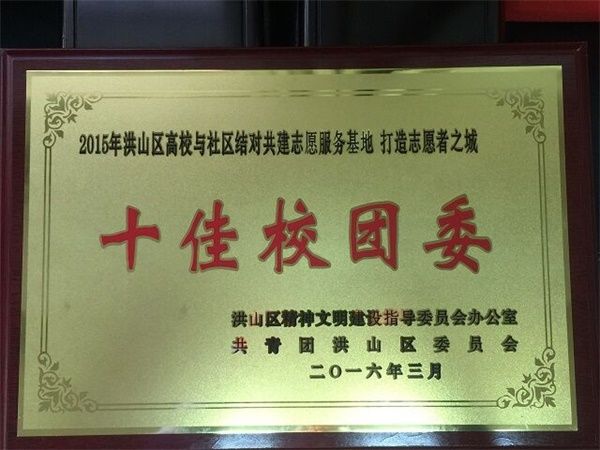 2015年洪山区高校与社区结对共建志愿服务基地 打造志愿者之城
十佳校团委
洪山区精神文明建设指导委员会办公室
共青团洪山区委员会
二〇一六年三月